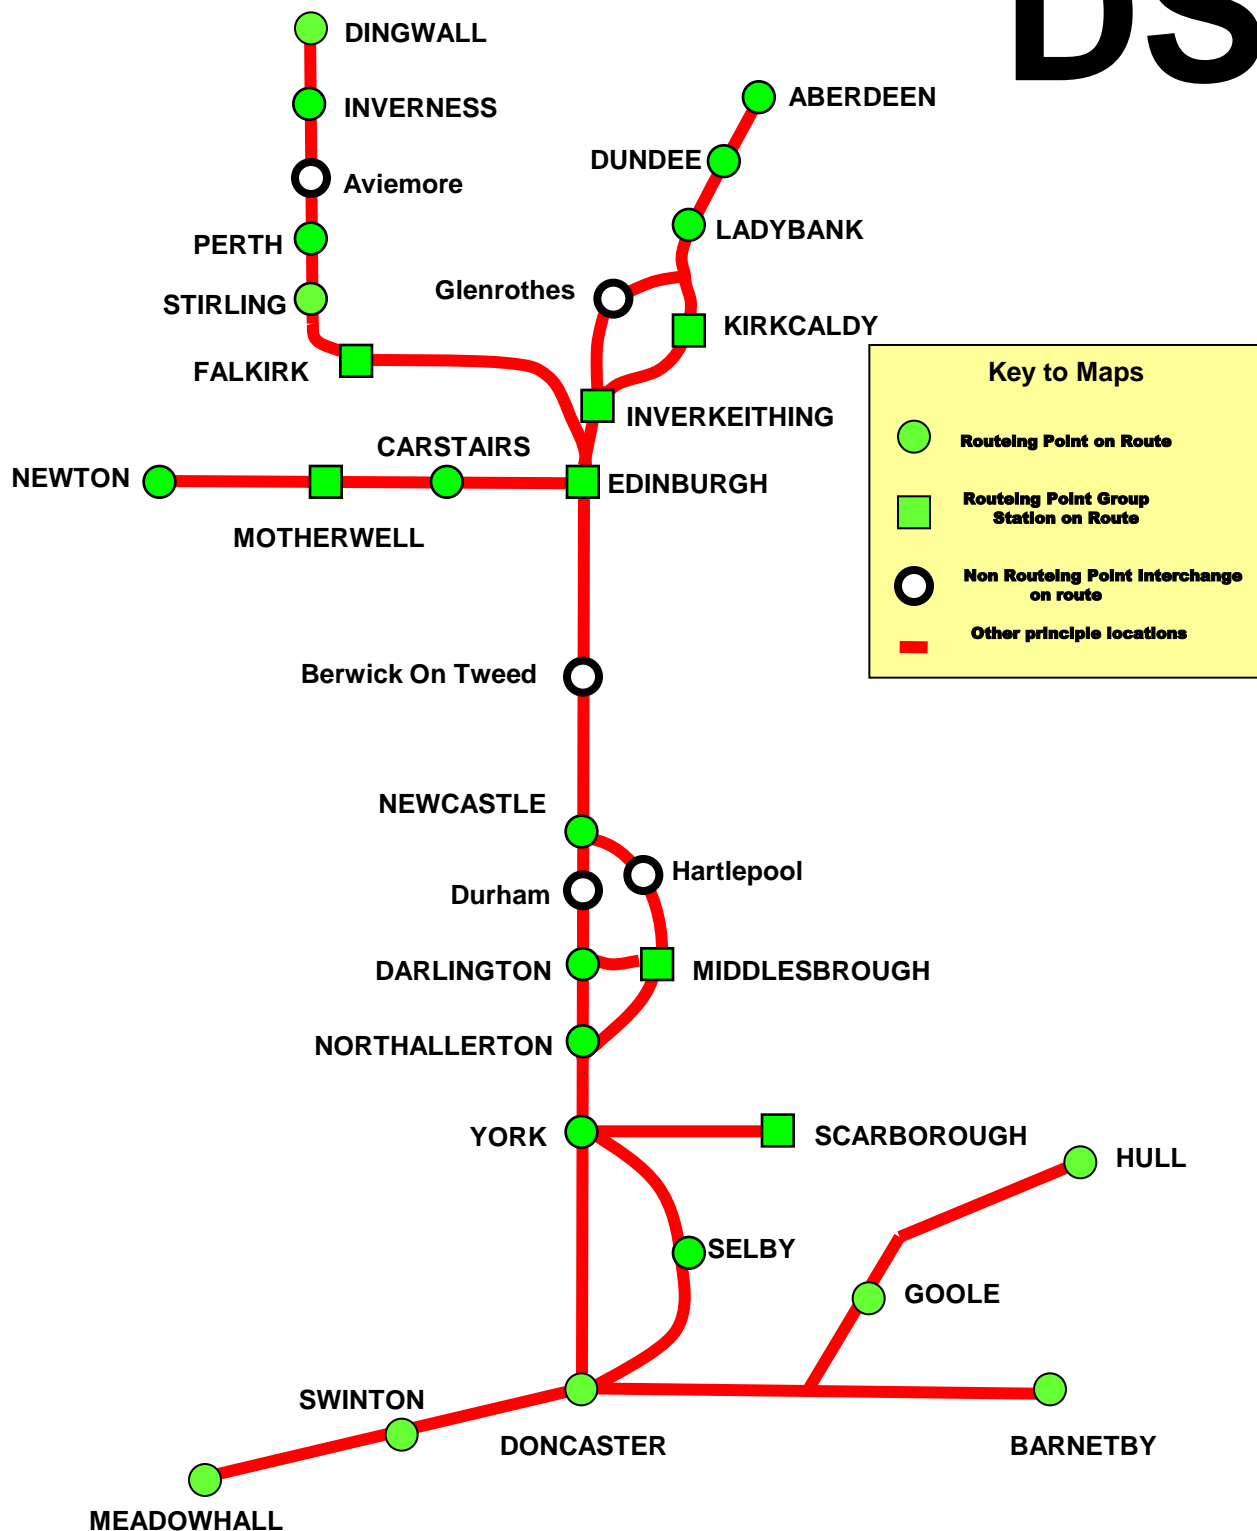 DS
DINGWALL
ABERDEEN
INVERNESS
DUNDEE
Aviemore
LADYBANK
PERTH
Glenrothes
STIRLING
KIRKCALDY
FALKIRK
INVERKEITHING
CARSTAIRS
NEWTON
EDINBURGH
MOTHERWELL
Key to Maps
Routeing Point on Route
Routeing Point Group
Station on Route
Non Routeing Point Interchange
on route
Other principle locations
Berwick On Tweed
NEWCASTLE
Hartlepool
Durham
DARLINGTON
MIDDLESBROUGH
NORTHALLERTON
YORK
SCARBOROUGH
HULL
SELBY
GOOLE
SWINTON
DONCASTER
BARNETBY
MEADOWHALL